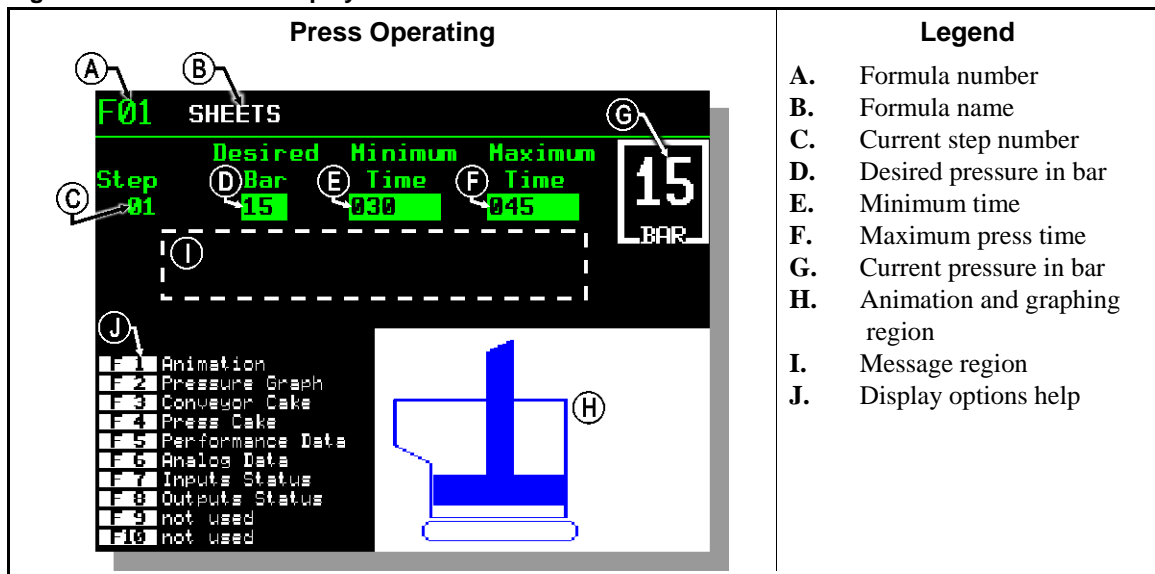 Press Operating
A B
F01 SHEETS
G
Desired Minimum Maximum
Step D Bar E Time F Time
C 01 15 030 045
15
BAR
I
J
F 1 Animation
F 2 Pressure Graph
F 3 Conveyor Cake
F 4 Press Cake
F 5 Performance Data
F 6 Analog Data
F 7 Inputs Status
F 8 Outputs Status
F 9 not used
F10 not used
H
Legend
A. Formula number
B. Formula name
C. Current step number
D. Desired pressure in bar
E. Minimum time
F. Maximum press time
G. Current pressure in bar
H. Animation and graphing
region
I. Message region
J. Display options help